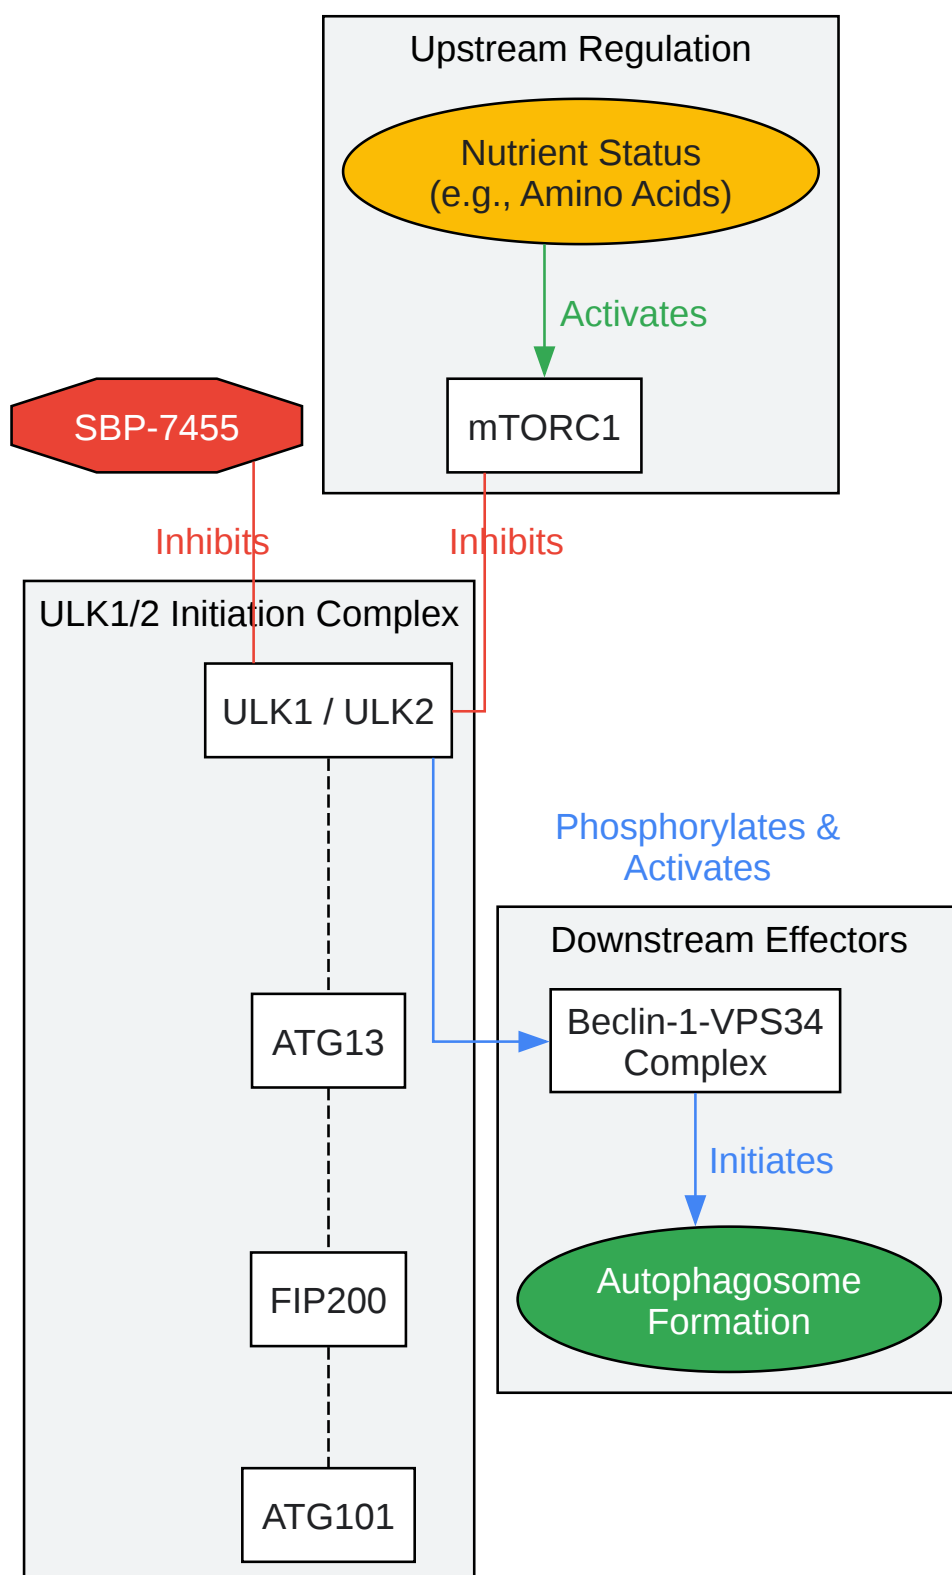 Upstream Regulation
Nutrient Status
(e.g., Amino Acids)
Activates
mTORC1
SBP-7455
Inhibits
Inhibits
ULK1/2 Initiation Complex
ULK1 / ULK2
Phosphorylates &
Activates
Downstream Effectors
Beclin-1-VPS34
Complex
ATG13
Initiates
Autophagosome
Formation
FIP200
ATG101